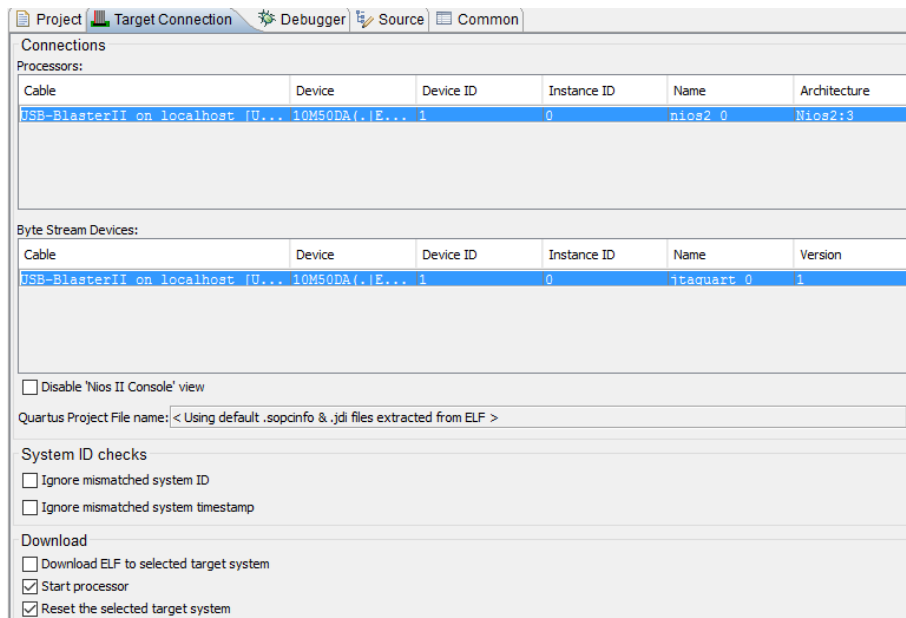 Project Target Connection Debugger Source Common
Connections
Processors:
Cable Device Device ID Instance ID Name Architecture
USB-BlasterII on localhost [U... 10M50DA(.|E... 1 0 nios2_0 Nios2:3
Byte Stream Devices:
Cable Device Device ID Instance ID Name Version
USB-BlasterII on localhost [U... 10M50DA(.|E... 1 0 jtaguart_0 1
Disable 'Nios II Console' view
Quartus Project File name: < Using default .sopcinfo & .jdi files extracted from ELF >
System ID checks
Ignore mismatched system ID
Ignore mismatched system timestamp
Download
Download ELF to selected target system
Start processor
Reset the selected target system